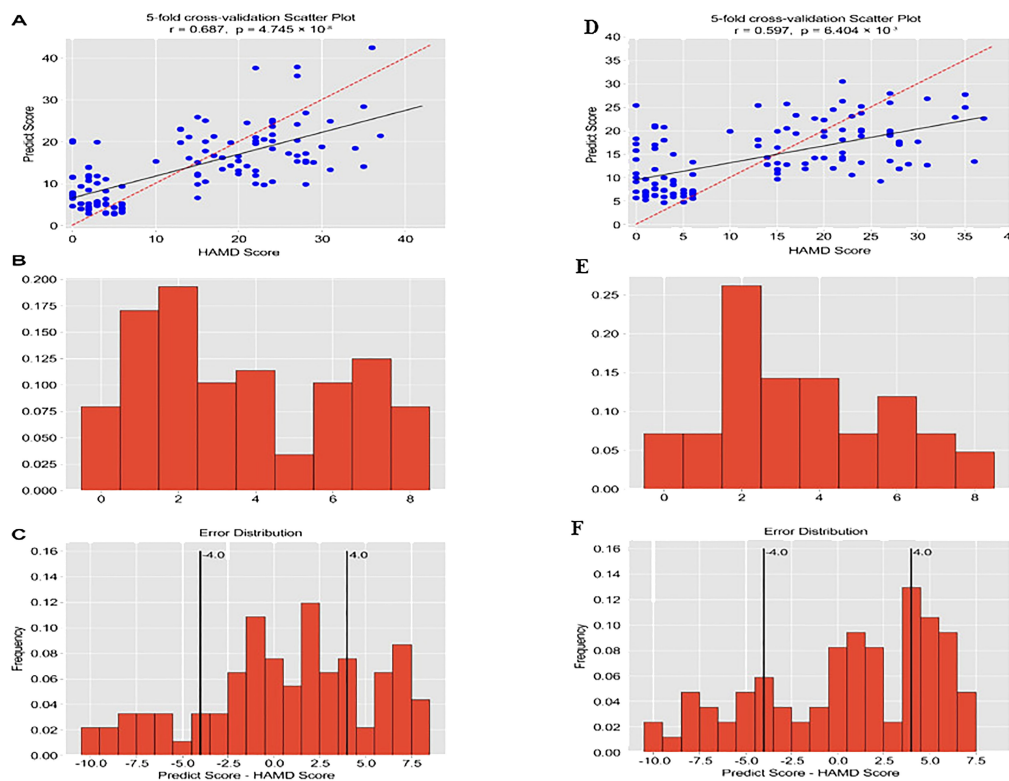 A
5-fold cross-validation Scatter Plot
r = 0.687, p = 4.745 × 10
40
30
20
10
0
Predict Score
0 10 20 30 40
HAMD Score
B
0.200
0.175
0.150
0.125
0.100
0.075
0.050
0.025
0.000
0 2 4 6 8
C
Error Distribution
0.16
0.14
0.12
0.10
0.08
0.06
0.04
0.02
0.00
Frequency
-4.0 4.0
-10.0 -7.5 -5.0 -2.5 0.0 2.5 5.0 7.5
Predict Score - HAMD Score
D
5-fold cross-validation Scatter Plot
r = 0.597, p = 6.404 × 10
40
35
30
25
20
15
10
5
0
Predict Score
0 5 10 15 20 25 30 35 40
HAMD Score
E
0.25
0.20
0.15
0.10
0.05
0.00
0 2 4 6 8
F
Error Distribution
0.16
0.14
0.12
0.10
0.08
0.06
0.04
0.02
0.00
Frequency
-4.0 4.0
-10.0 -7.5 -5.0 -2.5 0.0 2.5 5.0 7.5
Predict Score - HAMD Score